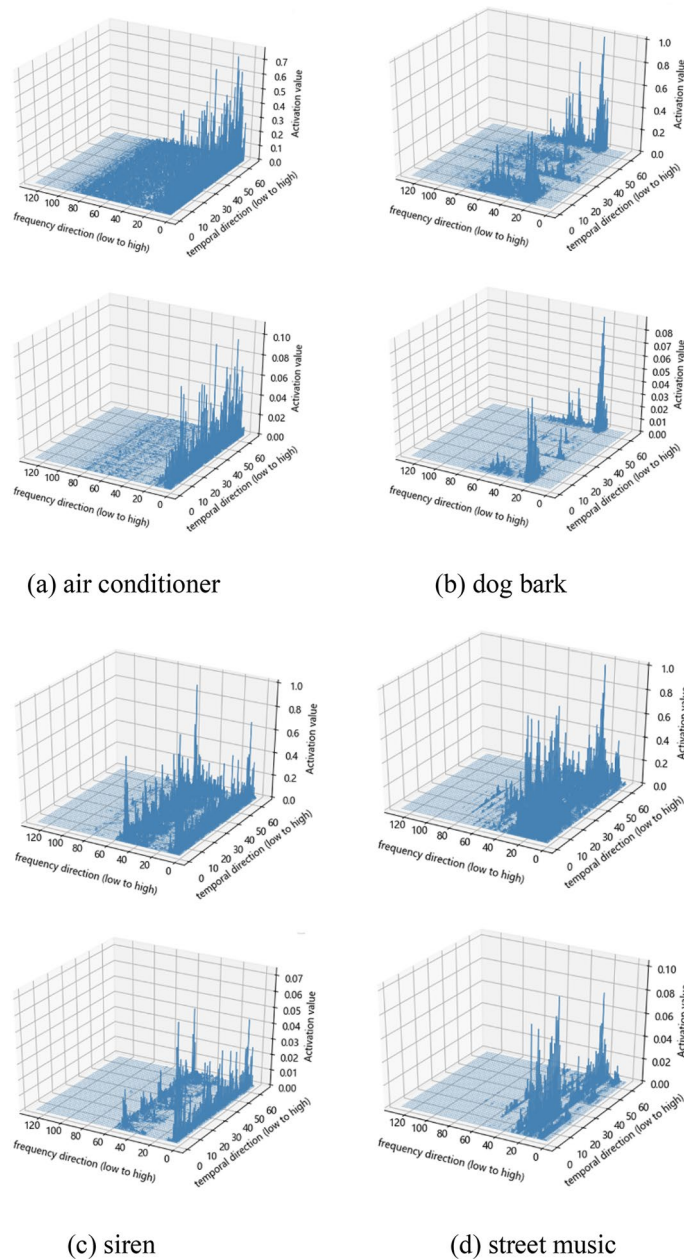 0.7
0.6
0.5
0.4
0.3
0.2
0.1
0.0
Activation value
120 100 80 60 40 20 0
frequency direction (low to high)
0 10 20 30 40 50 60
temporal direction (low to high)
1.0
0.8
0.6
0.4
0.2
0.0
Activation value
120 100 80 60 40 20 0
frequency direction (low to high)
0 10 20 30 40 50 60
temporal direction (low to high)
0.10
0.08
0.06
0.04
0.02
0.00
Activation value
120 100 80 60 40 20 0
frequency direction (low to high)
0 10 20 30 40 50 60
temporal direction (low to high)
0.08
0.07
0.06
0.05
0.04
0.03
0.02
0.01
0.00
Activation value
120 100 80 60 40 20 0
frequency direction (low to high)
0 10 20 30 40 50 60
temporal direction (low to high)
(a) air conditioner
(b) dog bark
1.0
0.8
0.6
0.4
0.2
0.0
Activation value
120 100 80 60 40 20 0
frequency direction (low to high)
0 10 20 30 40 50 60
temporal direction (low to high)
1.0
0.8
0.6
0.4
0.2
0.0
Activation value
120 100 80 60 40 20 0
frequency direction (low to high)
0 10 20 30 40 50 60
temporal direction (low to high)
0.07
0.06
0.05
0.04
0.03
0.02
0.01
0.00
Activation value
120 100 80 60 40 20 0
frequency direction (low to high)
0 10 20 30 40 50 60
temporal direction (low to high)
0.10
0.08
0.06
0.04
0.02
0.00
Activation value
120 100 80 60 40 20 0
frequency direction (low to high)
0 10 20 30 40 50 60
temporal direction (low to high)
(c) siren
(d) street music